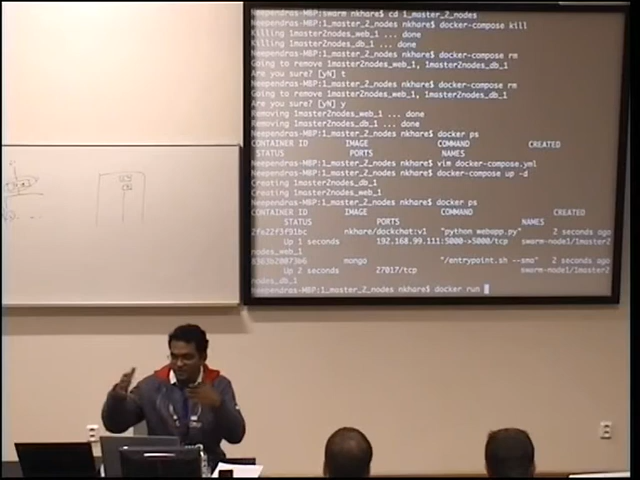 Neependras-MBP:swarm nkhare$ cd 1_master_2_nodes
Neependras-MBP:1_master_2_nodes nkhare$ docker-compose kill
Killing 1master2nodes_web_1 ... done
Killing 1master2nodes_db_1 ... done
Neependras-MBP:1_master_2_nodes nkhare$ docker-compose rm
Going to remove 1master2nodes_web_1, 1master2nodes_db_1
Are you sure? [yN] t
Neependras-MBP:1_master_2_nodes nkhare$ docker-compose rm
Going to remove 1master2nodes_web_1, 1master2nodes_db_1
Are you sure? [yN] y
Removing 1master2nodes_web_1 ... done
Removing 1master2nodes_db_1 ... done
Neependras-MBP:1_master_2_nodes nkhare$ docker ps
CONTAINER ID IMAGE COMMAND CREATED
STATUS PORTS NAMES
Neependras-MBP:1_master_2_nodes nkhare$ vim docker-compose.yml
Neependras-MBP:1_master_2_nodes nkhare$ docker-compose up -d
Creating 1master2nodes_db_1
Creating 1master2nodes_web_1
Neependras-MBP:1_master_2_nodes nkhare$ docker ps
CONTAINER ID IMAGE COMMAND CREATED
STATUS PORTS NAMES
2fe22f3f91bc nkhare/dockchat:v1 "python webapp.py" 2 seconds ago
Up 1 seconds 192.168.99.111:5000->5000/tcp swarm-node1/1master2
nodes_web_1
mongo "/entrypoint.sh --smo" 2 seconds ago
Up 2 seconds 27017/tcp swarm-node1/1master2
nodes_db_1
Neependras-MBP:1_master_2_nodes nkhare$ docker run